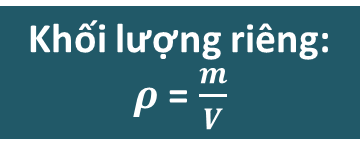 Khối lượng riêng:
ρ = m/V